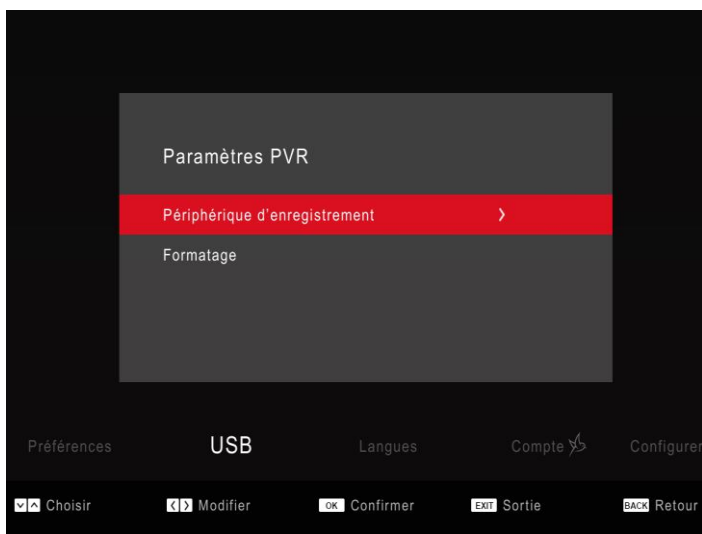 Paramètres PVR
Périphérique d'enregistrement
Formatage
Préférences USB Langues Compte Configurer
Choisir Modifier OK Confirmer EXIT Sortie BACK Retour